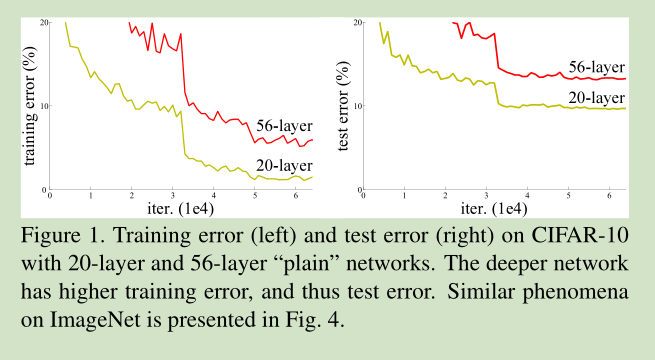 20
10
0
training error (%)
56-layer
20-layer
0 1 2 3 4 5 6
iter. (1e4)
20
10
0
test error (%)
56-layer
20-layer
0 1 2 3 4 5 6
iter. (1e4)
Figure 1. Training error (left) and test error (right) on CIFAR-10
with 20-layer and 56-layer “plain” networks. The deeper network
has higher training error, and thus test error. Similar phenomena
on ImageNet is presented in Fig. 4.